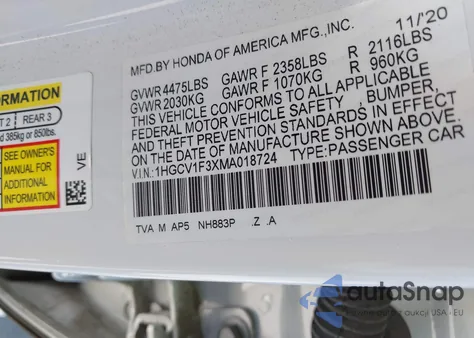 MFD.BY HONDA OF AMERICA MFG.,INC. 11/'20
GVWR 4475LBS GAWR F 2358LBS R 2116LBS
GVWR 2030KG GAWR F 1070KG R 960KG
THIS VEHICLE CONFORMS TO ALL APPLICABLE
FEDERAL MOTOR VEHICLE SAFETY , BUMPER,
AND THEFT PREVENTION STANDARDS IN EFFECT
ON THE DATE OF MANUFACTURE SHOWN ABOVE.
V.I.N:1HGCV1F3XMA018724 TYPE:PASSENGER CAR
TVA M AP5 NH883P .Z .A
FORMATION
T 2 REAR 3
d 385kg or 850lbs.
SEE OWNER'S
MANUAL FOR
ADDITIONAL
INFORMATION
VE
autoSnap